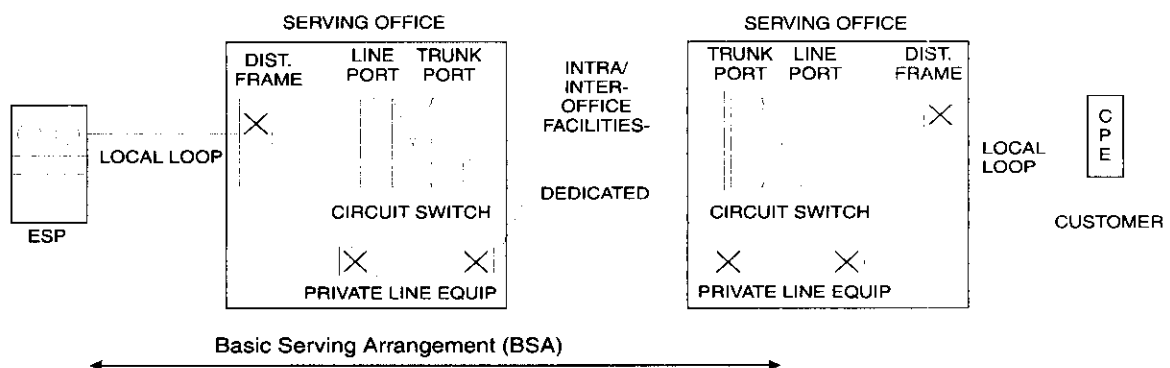 SERVING OFFICE
DIST.
FRAME
LINE
PORT
TRUNK
PORT
LOCAL LOOP
ESP
CIRCUIT SWITCH
PRIVATE LINE EQUIP
INTRA/
INTER-
OFFICE
FACILITIES-
DEDICATED
SERVING OFFICE
TRUNK
PORT
LINE
PORT
DIST.
FRAME
CIRCUIT SWITCH
PRIVATE LINE EQUIP
LOCAL
LOOP
C
P
E
CUSTOMER
Basic Serving Arrangement (BSA)